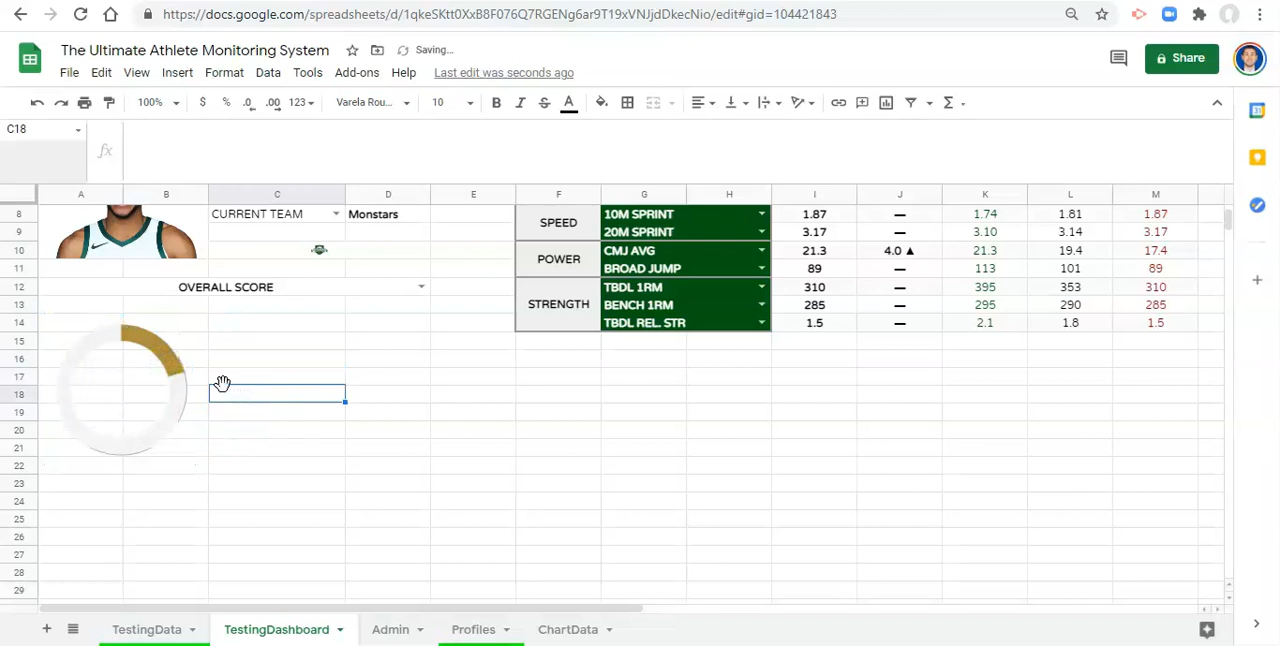 https://docs.google.com/spreadsheets/d/1qkeSKtt0XxB8F076Q7RGENg6ar9T19xVNJjdDkecNio/edit#gid=104421843
The Ultimate Athlete Monitoring System Saving...
File Edit View Insert Format Data Tools Add-ons Help Last edit was seconds ago
Share
100% $ % .0 .00 123 Varela Rou... 10 B I S A
C18
fx
A B C D E F G H I J K L M
8 CURRENT TEAM Monstars SPEED 10M SPRINT 1.87 — 1.74 1.81 1.87
9 20M SPRINT 3.17 — 3.10 3.14 3.17
10 POWER CMJ AVG 21.3 4.0 ▲ 21.3 19.4 17.4
11 BROAD JUMP 89 — 113 101 89
12 OVERALL SCORE STRENGTH TBDL 1RM 310 — 395 353 310
13 BENCH 1RM 285 — 295 290 285
14 TBDL REL. STR 1.5 — 2.1 1.8 1.5
15
16
17
18
19
20
21
22
23
24
25
26
27
28
29
TestingData TestingDashboard Admin Profiles ChartData